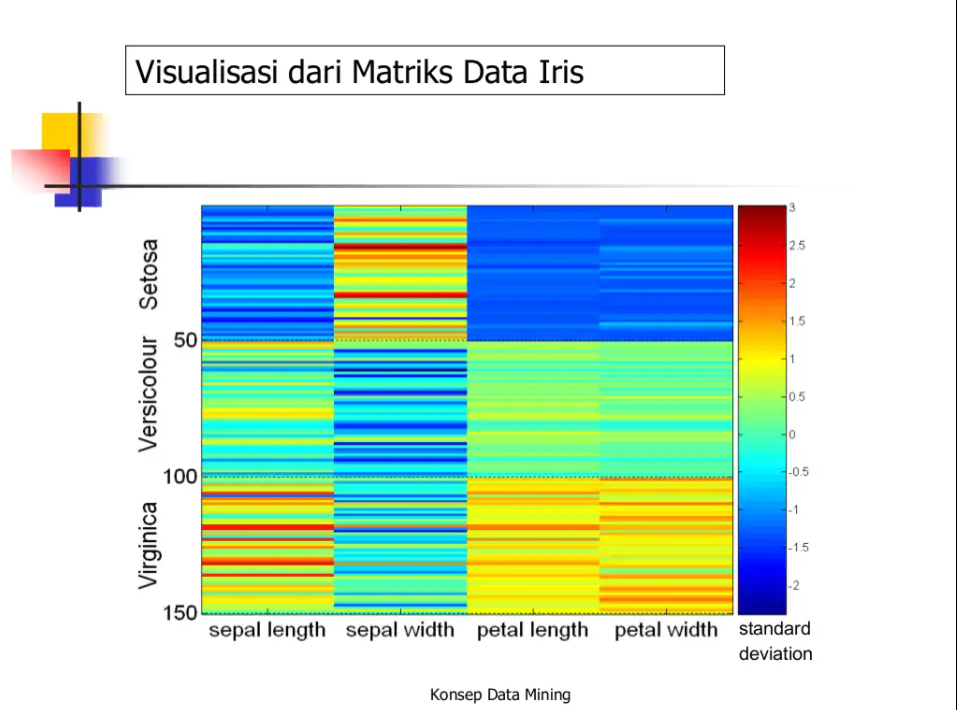 Visualisasi dari Matriks Data Iris
Setosa
50
Versicolour
100
Virginica
150
sepal length sepal width petal length petal width
3
2.5
2
1.5
1
0.5
0
-0.5
-1
-1.5
-2
standard
deviation
Konsep Data Mining